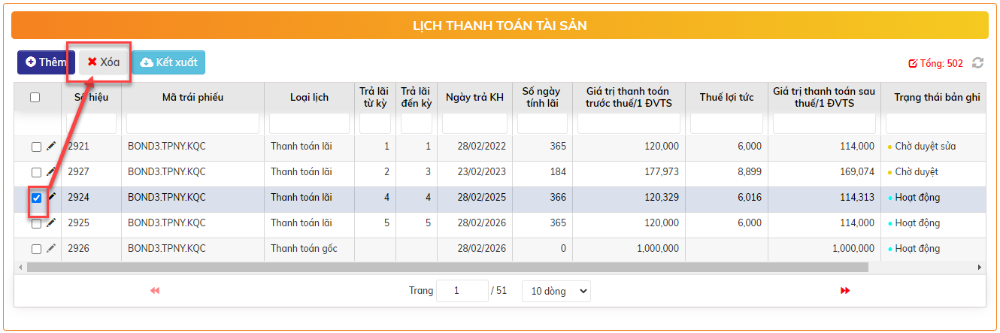 LỊCH THANH TOÁN TÀI SẢN
Thêm Xóa Kết xuất Tổng: 502
Số hiệu Mã trái phiếu Loại lịch Trả lãi từ kỳ Trả lãi đến kỳ Ngày trả KH Số ngày tính lãi Giá trị thanh toán trước thuế/1 ĐVTS Thuế lợi tức Giá trị thanh toán sau thuế/1 ĐVTS Trạng thái bản ghi
2921 BOND3.TPNY.KQC Thanh toán lãi 1 1 28/02/2022 365 120,000 6,000 114,000 Chờ duyệt sửa
2927 BOND3.TPNY.KQC Thanh toán lãi 2 3 23/02/2023 184 177,973 8,899 169,074 Chờ duyệt
2924 BOND3.TPNY.KQC Thanh toán lãi 4 4 28/02/2025 366 120,329 6,016 114,313 Hoạt động
2925 BOND3.TPNY.KQC Thanh toán lãi 5 5 28/02/2026 365 120,000 6,000 114,000 Hoạt động
2926 BOND3.TPNY.KQC Thanh toán gốc 28/02/2026 0 1,000,000 1,000,000 Hoạt động
Trang 1 / 51 10 dòng